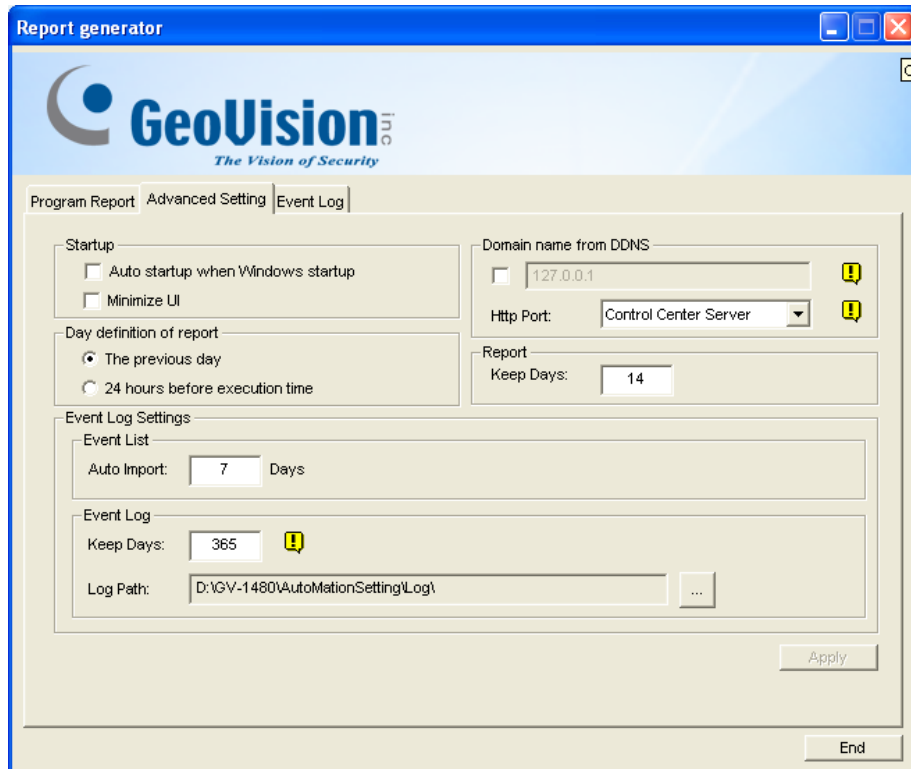 Report generator
GeoVision inc
The Vision of Security
Program Report Advanced Setting Event Log
Startup
Auto startup when Windows startup
Minimize UI
Domain name from DDNS
127.0.0.1
Http Port: Control Center Server
Day definition of report
The previous day
24 hours before execution time
Report
Keep Days: 14
Event Log Settings
Event List
Auto Import: 7 Days
Event Log
Keep Days: 365
Log Path: D:\GV-1480\AutoMationSetting\Log\ ...
Apply
End